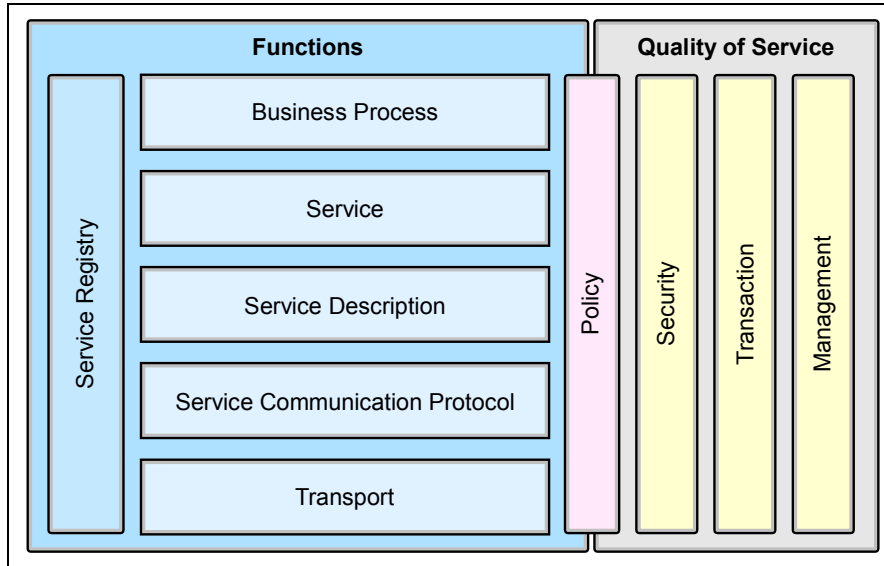 Functions
Quality of Service
Service Registry
Business Process
Service
Service Description
Service Communication Protocol
Transport
Policy
Security
Transaction
Management